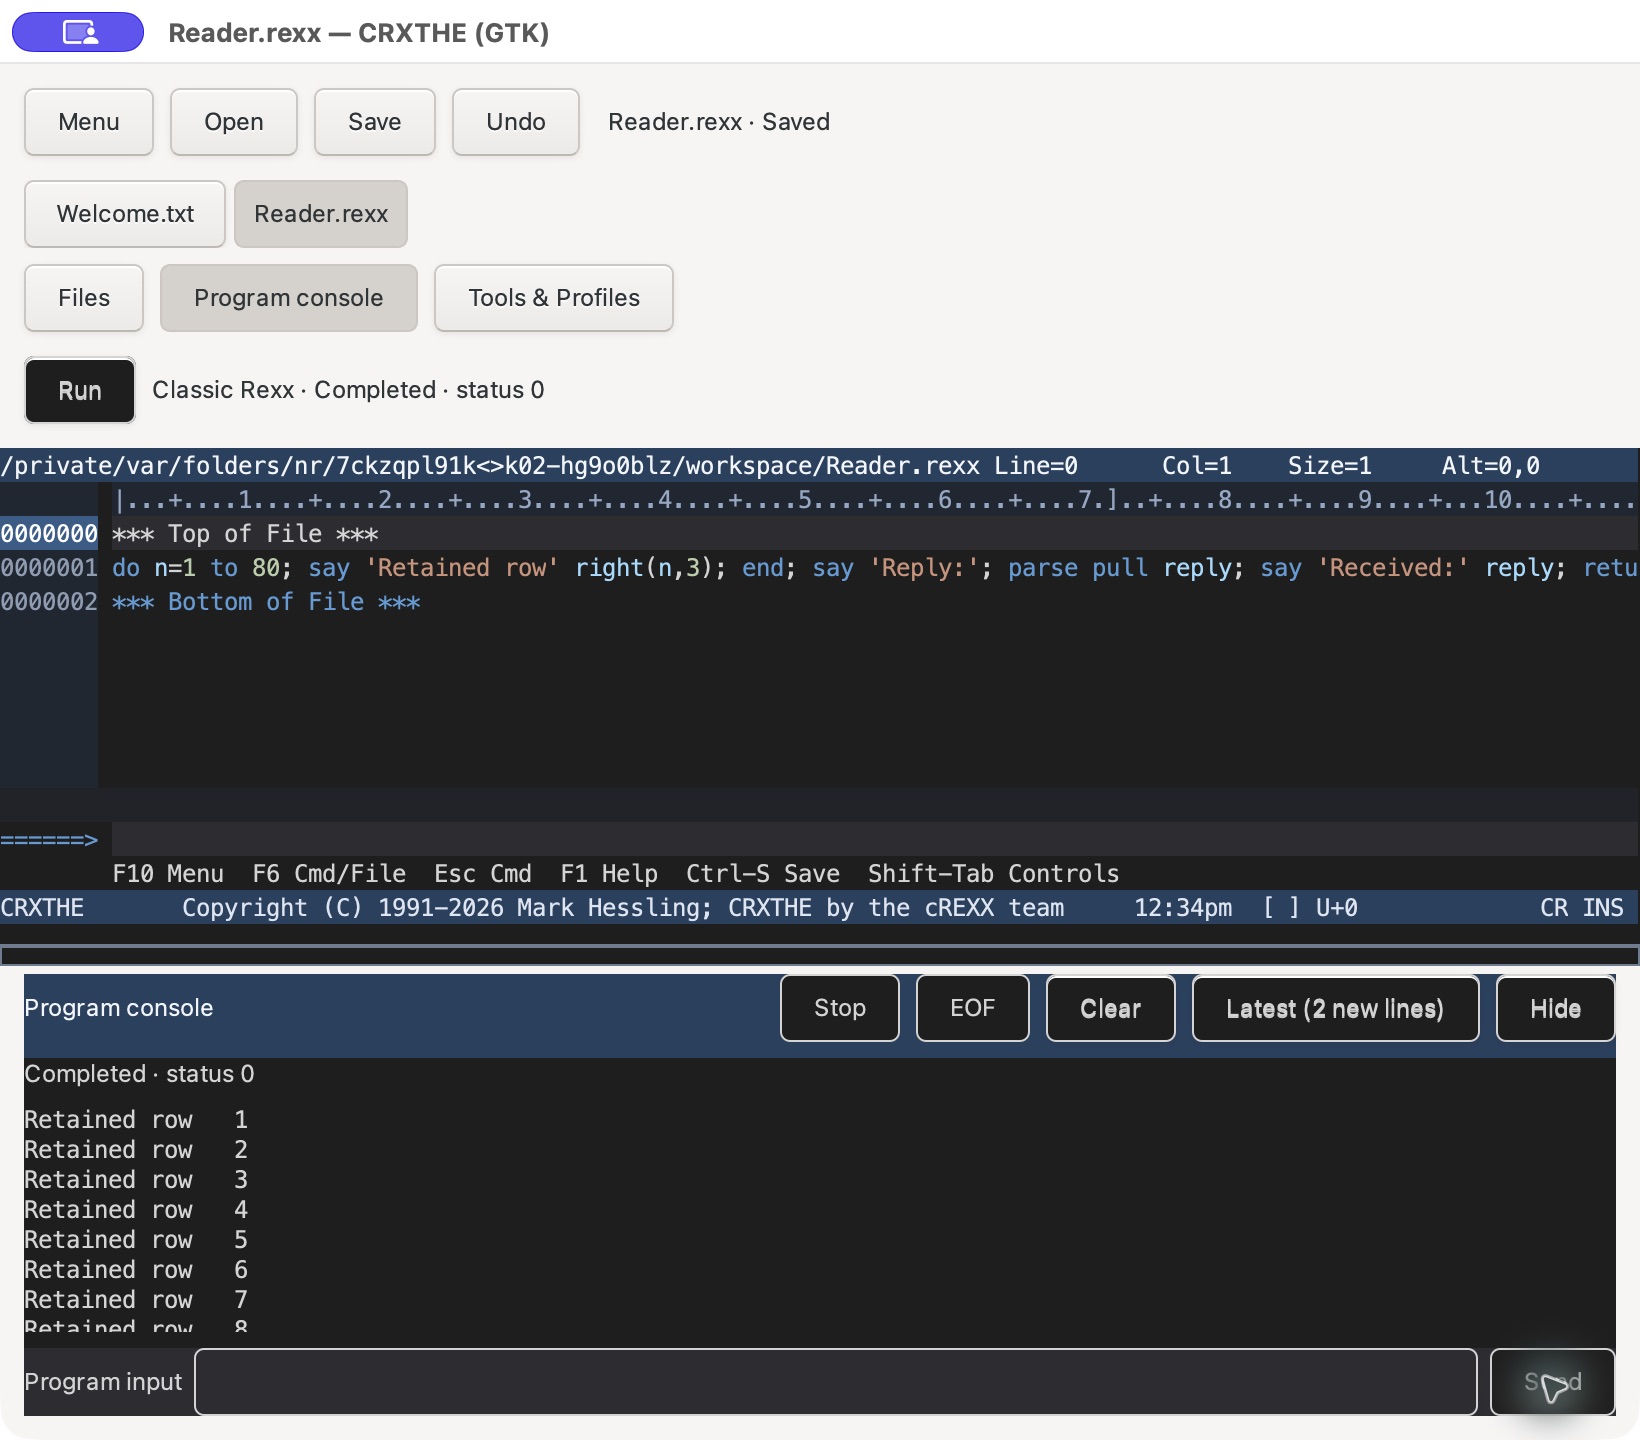 Reader.rexx — CRXTHE (GTK)
Menu Open Save Undo Reader.rexx · Saved
Welcome.txt Reader.rexx
Files Program console Tools & Profiles
Run Classic Rexx · Completed · status 0
/private/var/folders/nr/7ckzqpl91k<>k02-hg9o0blz/workspace/Reader.rexx Line=0 Col=1 Size=1 Alt=0,0
|...+....1....+....2....+....3....+....4....+....5....+....6....+....7.]..+....8....+....9....+...10....+....
0000000 *** Top of File ***
0000001 do n=1 to 80; say 'Retained row' right(n,3); end; say 'Reply:'; parse pull reply; say 'Received:' reply; retu
0000002 *** Bottom of File ***
======>
F10 Menu F6 Cmd/File Esc Cmd F1 Help Ctrl-S Save Shift-Tab Controls
CRXTHE Copyright (C) 1991-2026 Mark Hessling; CRXTHE by the cREXX team 12:34pm [ ] U+0 CR INS
Program console Stop EOF Clear Latest (2 new lines) Hide
Completed · status 0
Retained row 1
Retained row 2
Retained row 3
Retained row 4
Retained row 5
Retained row 6
Retained row 7
Retained row 8
Program input Send